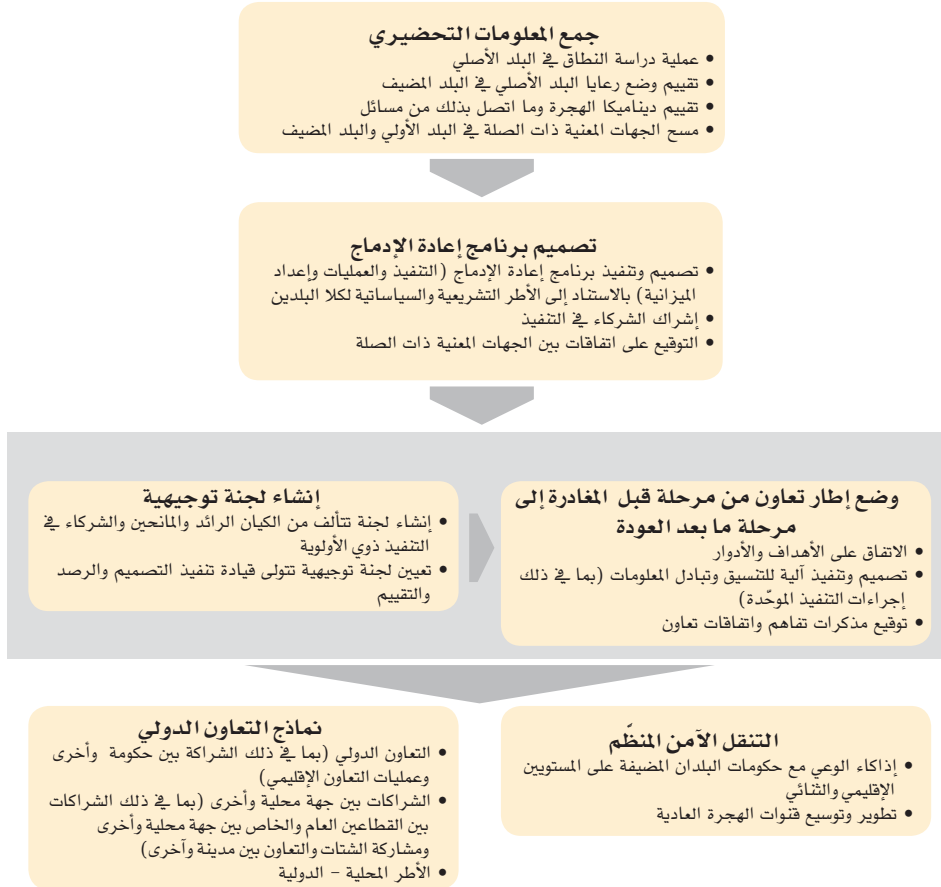 جمع المعلومات التحضيري
• عملية دراسة النطاق في البلد الأصلي
• تقييم وضع رعايا البلد الأصلي في البلد المضيف
• تقييم ديناميكا الهجرة وما اتصل بذلك من مسائل
• مسح الجهات المعنية ذات الصلة في البلد الأولي والبلد المضيف
تصميم برنامج إعادة الإدماج
• تصميم وتنفيذ برنامج إعادة الإدماج (التنفيذ والعمليات وإعداد
الميزانية) بالاستناد إلى الأطر التشريعية والسياساتية لكلا البلدين
• إشراك الشركاء في التنفيذ
• التوقيع على اتفاقات بين الجهات المعنية ذات الصلة
وضع إطار تعاون من مرحلة قبل المغادرة إلى
مرحلة ما بعد العودة
• الاتفاق على الأهداف والأدوار
• تصميم وتنفيذ آلية للتنسيق وتبادل المعلومات (بما في ذلك
إجراءات التنفيذ الموحّدة)
• توقيع مذكرات تفاهم واتفاقات تعاون
إنشاء لجنة توجيهية
• إنشاء لجنة تتألف من الكيان الرائد والمانحين والشركاء في
التنفيذ ذوي الأولوية
• تعيين لجنة توجيهية تتولى قيادة تنفيذ التصميم والرصد
والتقييم
التنقل الآمن المنظّم
• إذاكاء الوعي مع حكومات البلدان المضيفة على المستويين
الإقليمي والثنائي
• تطوير وتوسيع قنوات الهجرة العادية
نماذج التعاون الدولي
• التعاون الدولي (بما في ذلك الشراكة بين حكومة وأخرى
وعمليات التعاون الإقليمي)
• الشراكات بين جهة محلية وأخرى (بما في ذلك الشراكات
بين القطاعين العام والخاص بين جهة محلية وأخرى
ومشاركة الشتات والتعاون بين مدينة وآخرى)
• الأطر المحلية – الدولية